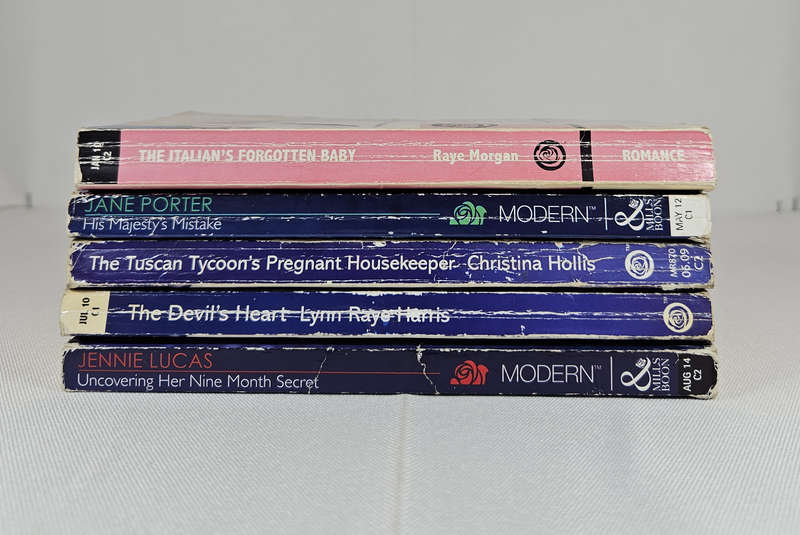 JAN 10
C2
THE ITALIAN'S FORGOTTEN BABY Raye Morgan ROMANCE
JANE PORTER
His Majesty's Mistake
MODERN™
&
MILLS
BOON
MAY 12
C1
The Tuscan Tycoon's Pregnant Housekeeper Christina Hollis
MR870
06.09
C2
JUL 10
C1
The Devil's Heart Lynn Raye Harris
JENNIE LUCAS
Uncovering Her Nine Month Secret
MODERN™
&
MILLS
BOON
AUG 14
C2